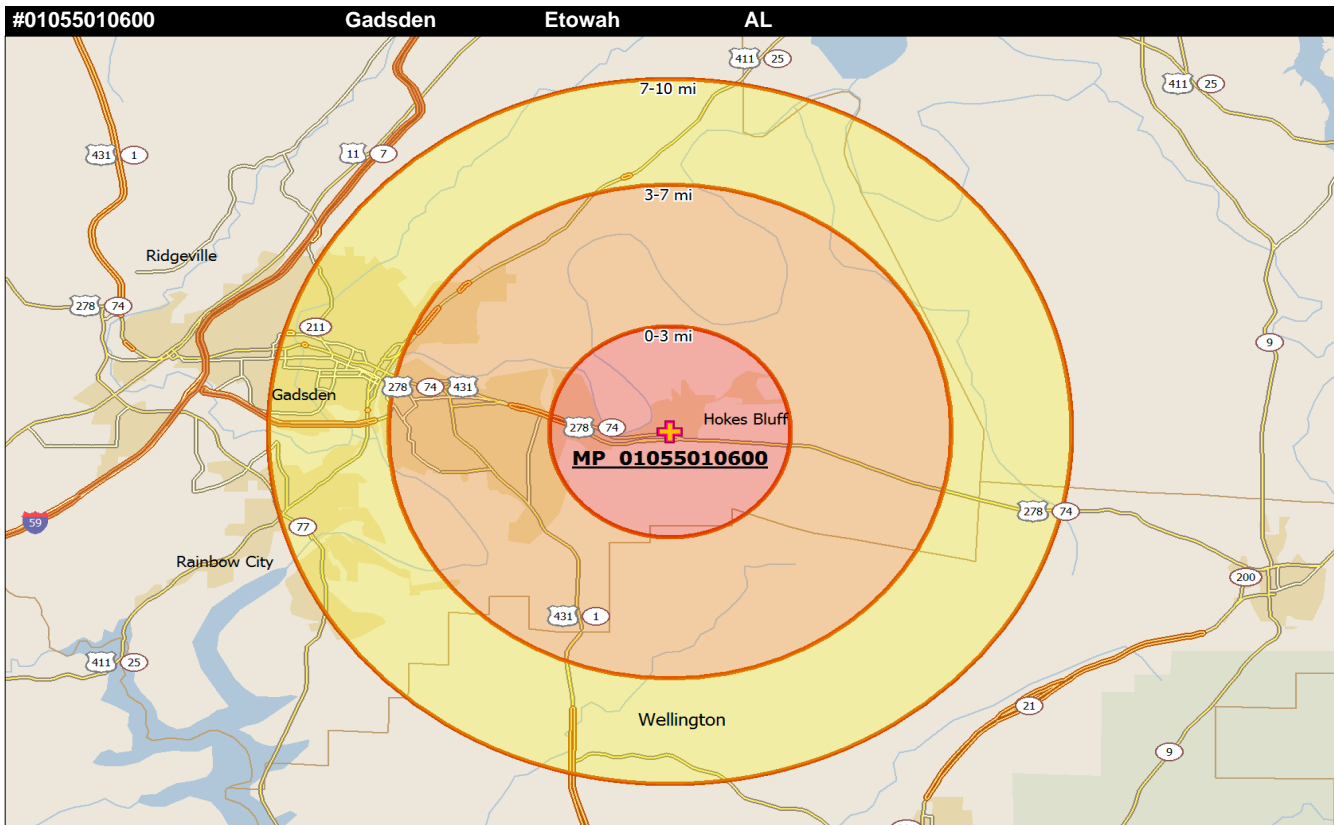 #01055010600 Gadsden Etowah AL
411 25
7-10 mi
411 25
431 1
11 7
3-7 mi
Ridgeville
278 74
211
0-3 mi
9
278 74 431
Gadsden
278 74
Hokes Bluff
MP 01055010600
59
77
278 74
Rainbow City
200
431 1
411 25
21
Wellington
9